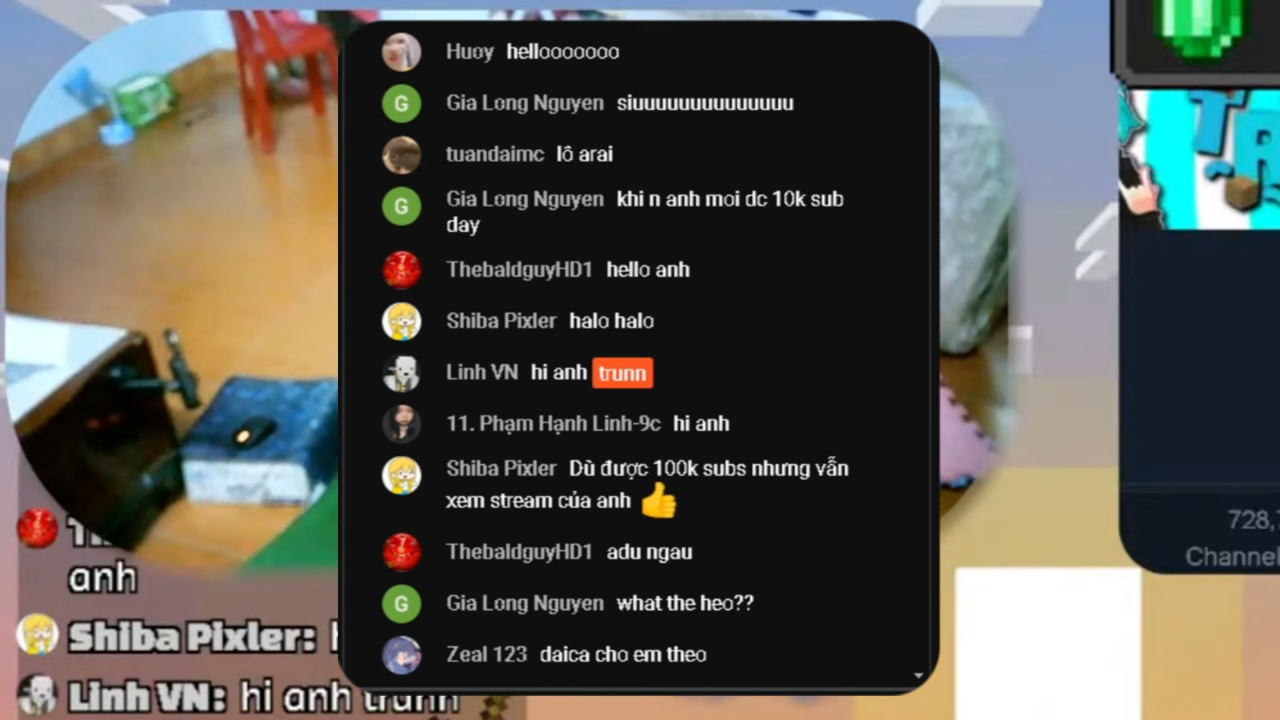 Huoy hellooooooo
Gia Long Nguyen siuuuuuuuuuuuuuu
tuandaimc lô arai
Gia Long Nguyen khi n anh moi dc 10k sub
day
ThebaldguyHD1 hello anh
Shiba Pixler halo halo
Linh VN hi anh trunn
11. Phạm Hạnh Linh-9c hi anh
Shiba Pixler Dù được 100k subs nhưng vẫn
xem stream của anh 👍
ThebaldguyHD1 adu ngau
Gia Long Nguyen what the heo??
Zeal 123 daica cho em theo
anh
Shiba Pixler:
Linh VN: hi anh trunn
728,
Channel